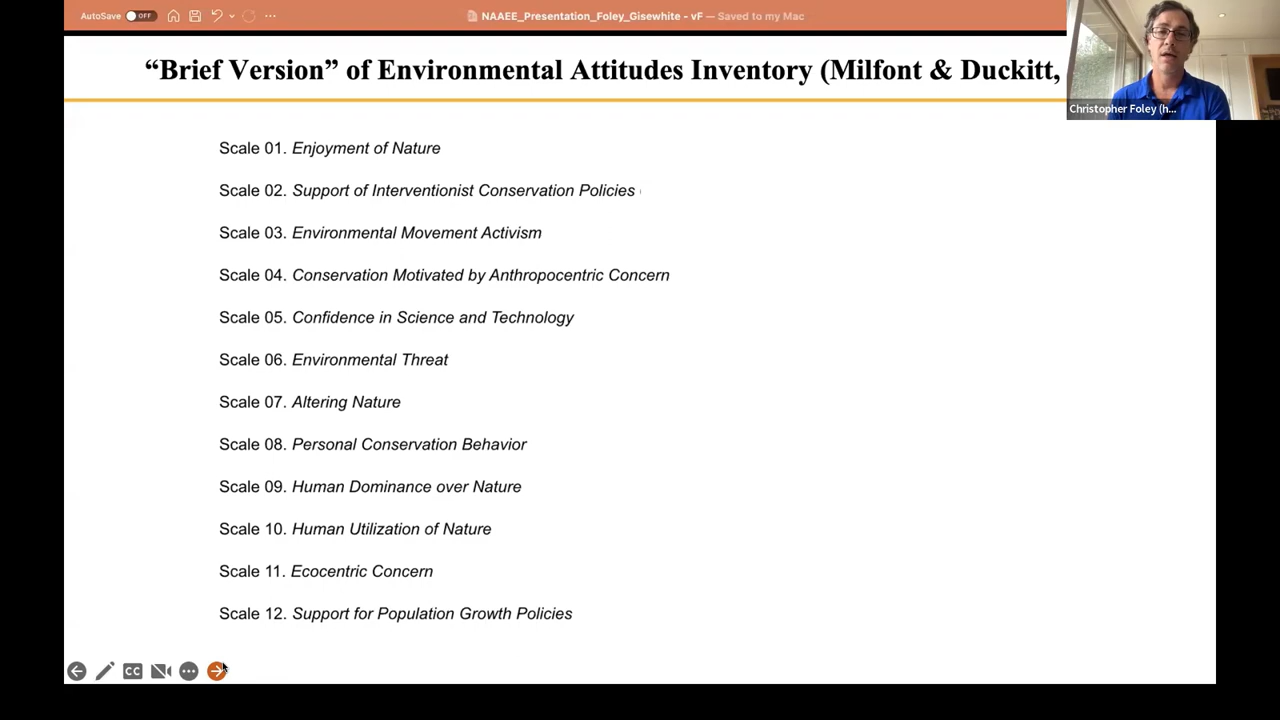 AutoSave OFF
NAAEE_Presentation_Foley_Gisewhite - vF — Saved to my Mac
“Brief Version” of Environmental Attitudes Inventory (Milfont & Duckitt,
Christopher Foley (h...
Scale 01. Enjoyment of Nature
Scale 02. Support of Interventionist Conservation Policies
Scale 03. Environmental Movement Activism
Scale 04. Conservation Motivated by Anthropocentric Concern
Scale 05. Confidence in Science and Technology
Scale 06. Environmental Threat
Scale 07. Altering Nature
Scale 08. Personal Conservation Behavior
Scale 09. Human Dominance over Nature
Scale 10. Human Utilization of Nature
Scale 11. Ecocentric Concern
Scale 12. Support for Population Growth Policies
CC